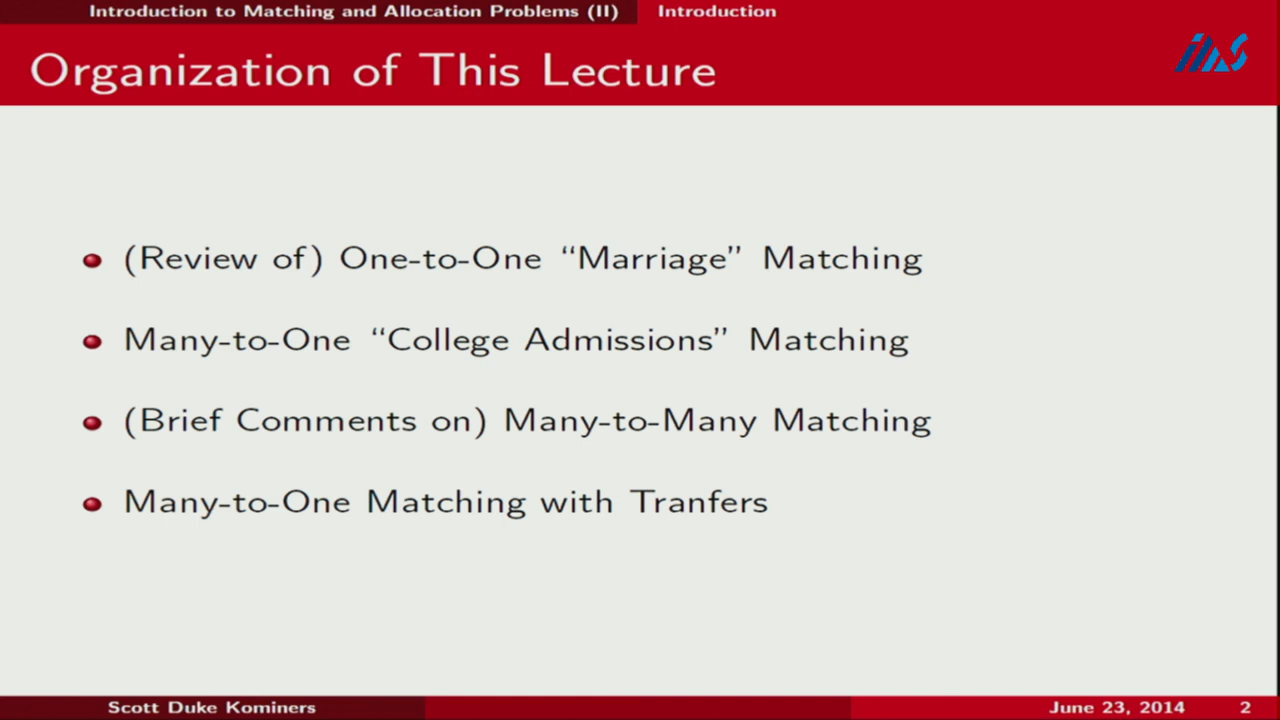 Introduction to Matching and Allocation Problems (II) Introduction
Organization of This Lecture
ias
(Review of) One-to-One “Marriage” Matching
Many-to-One “College Admissions” Matching
(Brief Comments on) Many-to-Many Matching
Many-to-One Matching with Tranfers
Scott Duke Kominers June 23, 2014 2